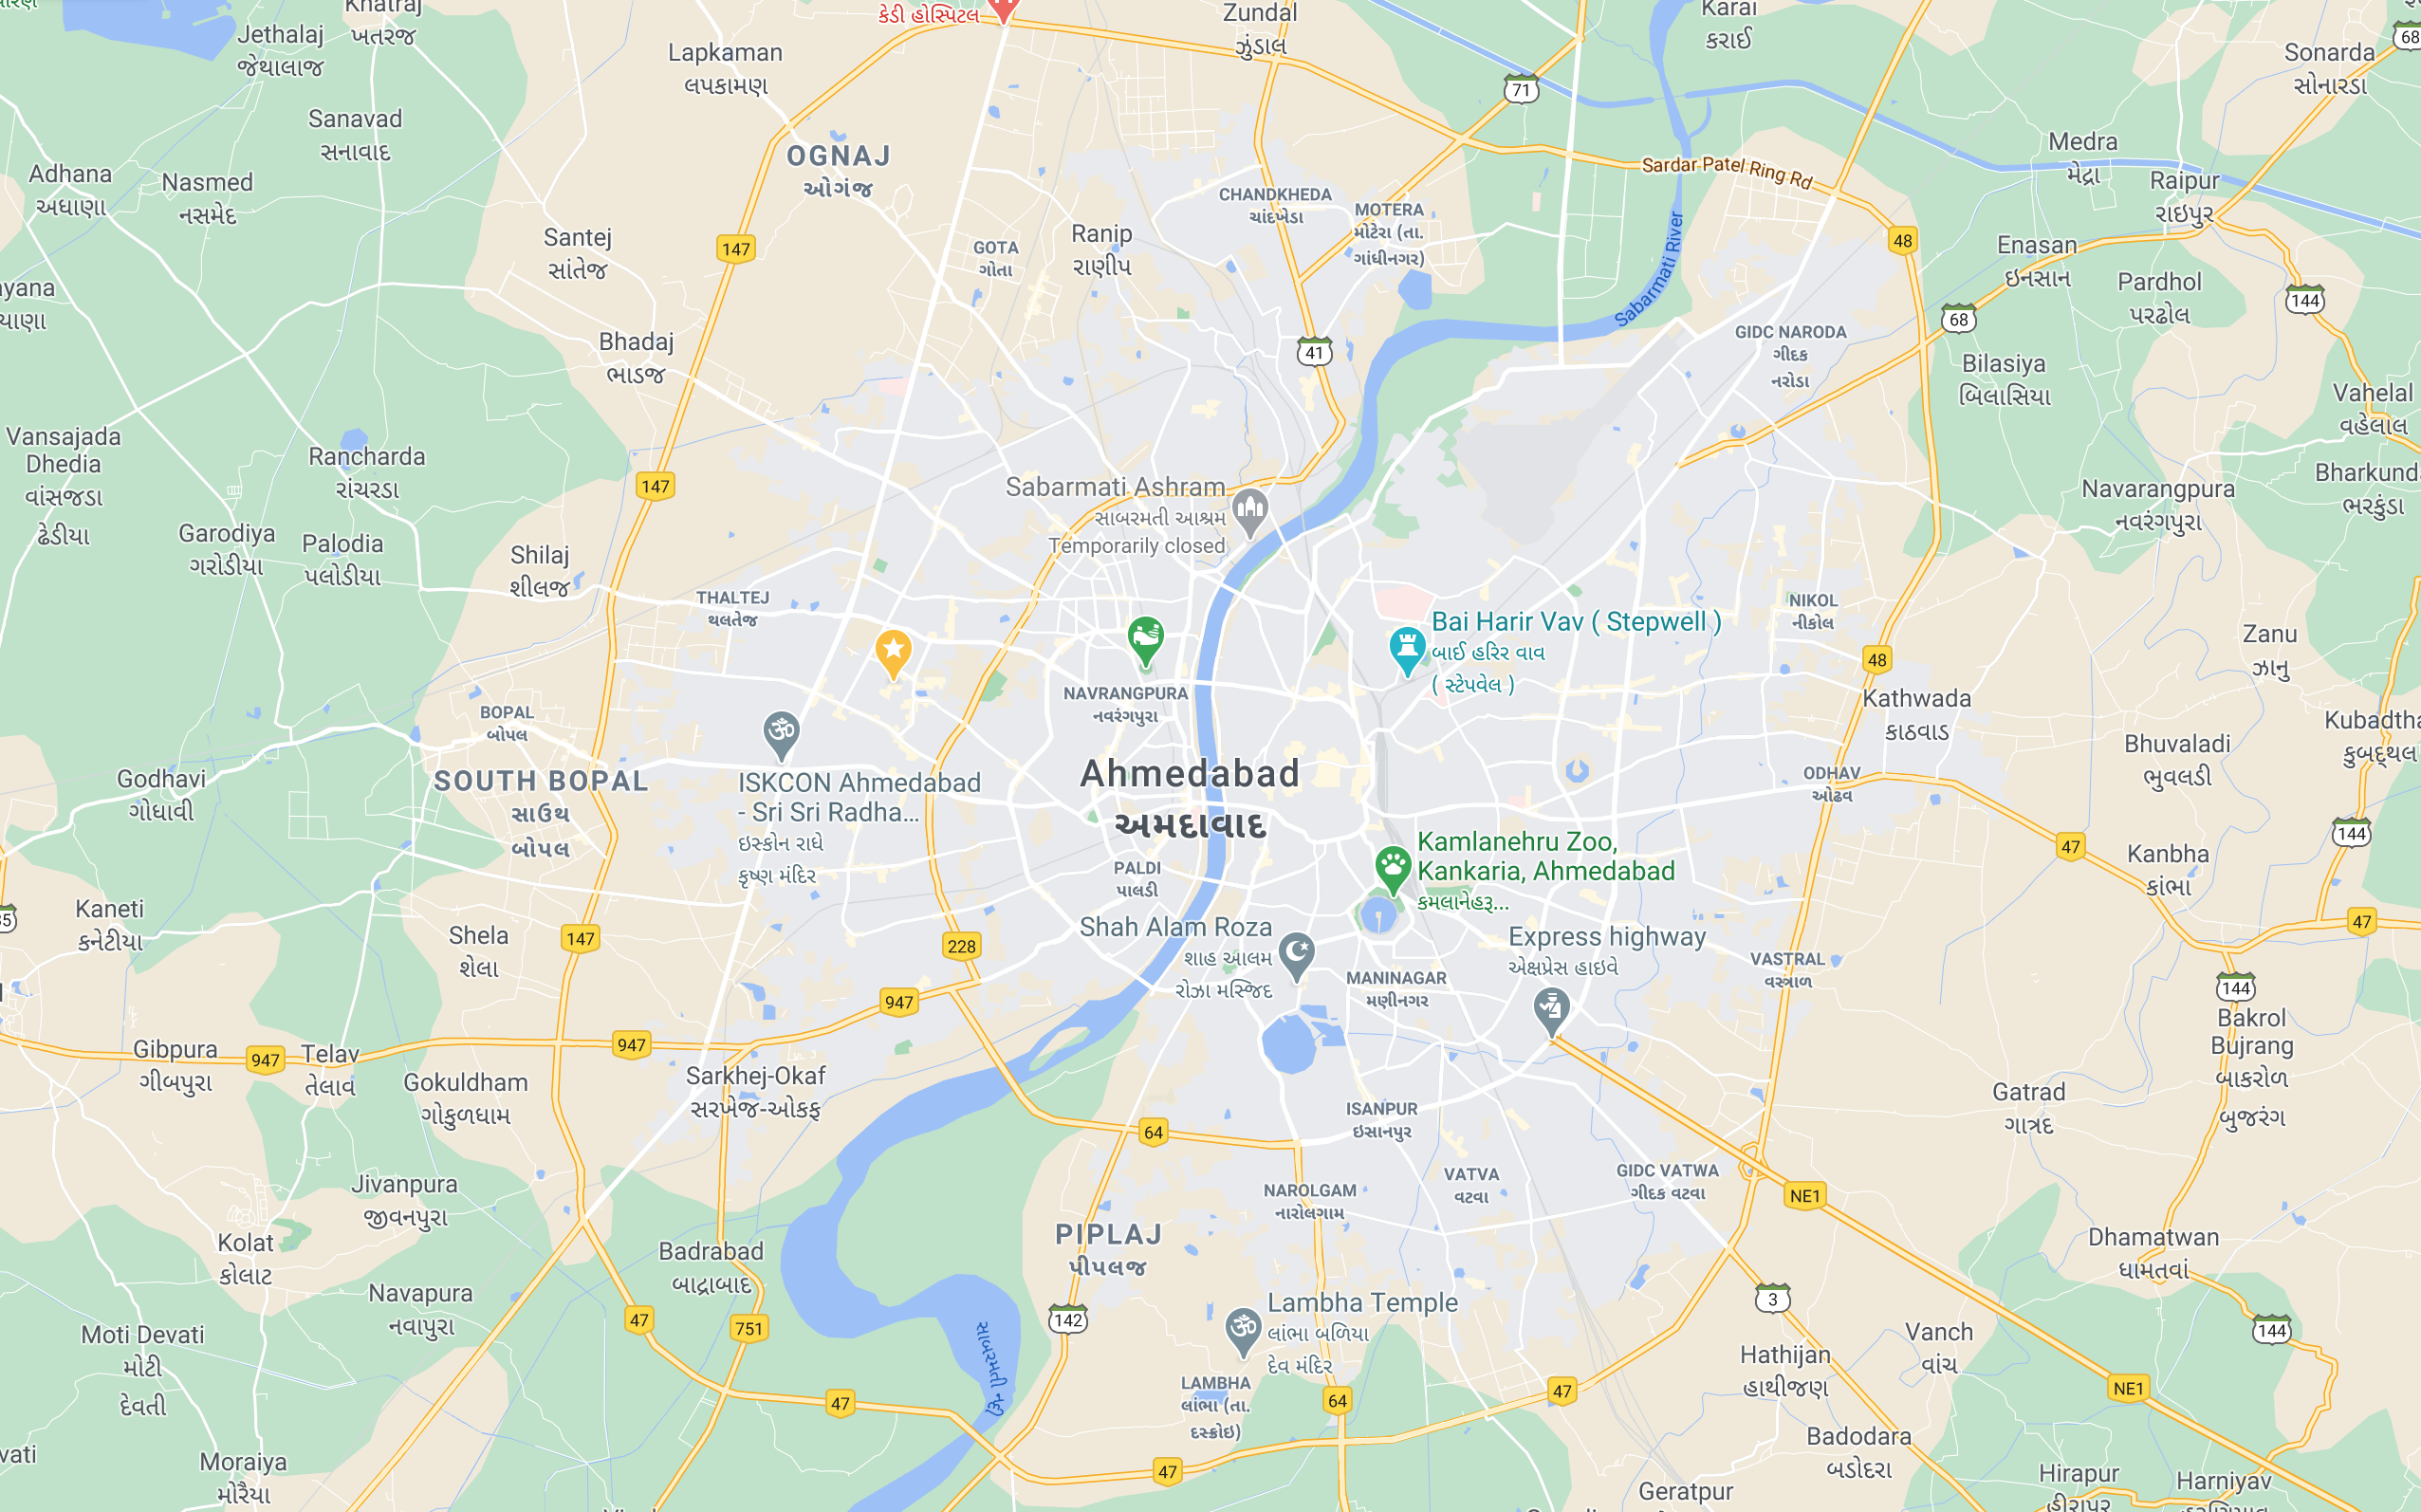 Khatraj
ખતરજ
Jethalaj
જેથાલાજ
Lapkaman
લપકામણ
કેડી હોસ્પિટલ
Zundal
ઝુંડાલ
Karai
કરાઈ
Sonarda
સોનારડા
68
71
Sanavad
સનાવાદ
Adhana
અધાણા
Nasmed
નસમેદ
OGNAJ
ઓગંજ
Sardar Patel Ring Rd
Medra
મેદ્રા
Raipur
રાઇપુર
CHANDKHEDA
ચાંદખેડા
MOTERA
મોટેરા (તા.
ગાંધીનગર)
Santej
સાંતેજ
147
GOTA
ગોતા
Ranip
રાણીપ
Sabarmati River
48
Enasan
ઇનસાન
Pardhol
પરઢોલ
144
68
Bhadaj
ભાડજ
41
GIDC NARODA
ગીદક
નરોડા
Bilasiya
બિલાસિયા
Vahelal
વહેલાલ
Vansajada
Dhedia
વાંસજડા
ઢેડીયા
Rancharda
રાંચરડા
147
Sabarmati Ashram
સાબરમતી આશ્રમ
Temporarily closed
Navarangpura
નવરંગપુરા
ભરકુંડા
Garodiya
ગરોડીયા
Palodia
પલોડીયા
Shilaj
શીલજ
THALTEJ
થલતેજ
Bai Harir Vav ( Stepwell )
બાઈ હરિર વાવ
( સ્ટેપવેલ )
NIKOL
નીકોલ
Zanu
ઝાનુ
48
NAVRANGPURA
નવરંગપુરા
Kathwada
કાઠવાડ
BOPAL
બોપલ
SOUTH BOPAL
સાઉથ
બોપલ
Godhavi
ગોધાવી
ISKCON Ahmedabad
- Sri Sri Radha...
ઇસ્કોન રાધે
કૃષ્ણ મંદિર
Ahmedabad
અમદાવાદ
ODHAV
ઓઢવ
Bhuvaladi
ભુવલડી
144
47
Kanbha
કાંભા
PALDI
પાલડી
Kamlanehru Zoo,
Kankaria, Ahmedabad
કમલાનેહરૂ...
Kaneti
કનેટીયા
Shela
શેલા
147
228
Shah Alam Roza
શાહ આલમ
રોઝા મસ્જિદ
Express highway
એક્ષપ્રેસ હાઇવે
47
MANINAGAR
મણીનગર
VASTRAL
વસ્ત્રાળ
144
947
947
947
Gibpura
ગીબપુરા
Telav
તેલાવ
Gokuldham
ગોકુળધામ
Sarkhej-Okaf
સરખેજ-ઓકફ
Bakrol
Bujrang
બાકરોળ
બુજરંગ
Gatrad
ગાત્રદ
64
ISANPUR
ઇસાનપુર
Jivanpura
જીવનપુરા
VATVA
વટવા
GIDC VATWA
ગીદક વટવા
NE1
NAROLGAM
નારોલગામ
Kolat
કોલાટ
PIPLAJ
પીપલજ
Badrabad
બાદ્રાબાદ
Dhamatwan
ધામતવાં
Navapura
નવાપુરા
47
751
142
Lambha Temple
લાંભા બળિયા
દેવ મંદિર
3
144
Moti Devati
મોટી
દેવતી
સાબરમતી નદી
Vanch
વાંચ
Hathijan
હાથીજણ
LAMBHA
લાંભા (તા.
દસ્ક્રોઇ)
47
64
47
NE1
Moraiya
મોરૈયા
47
Badodara
બડોદરા
Geratpur
Hirapur
હીરાપુર
Harniyav